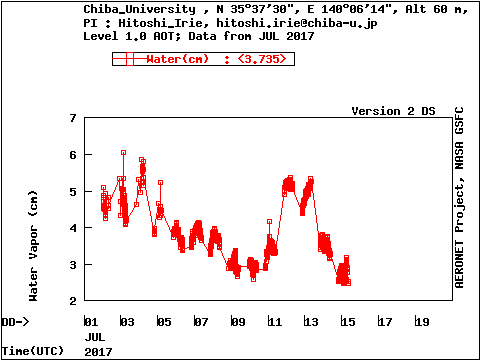 Chiba_University , N 35°37'30", E 140°06'14", Alt 60 m,
PI : Hitoshi_Irie, hitoshi.irie@chiba-u.jp
Level 1.0 AOT; Data from JUL 2017
Water(cm) : <3.735>
Version 2 DS
7
6
5
4
3
2
Water Vapor (cm)
AERONET Project, NASA GSFC
DD-> 01 03 05 07 09 11 13 15 17 19
JUL
Time(UTC) 2017